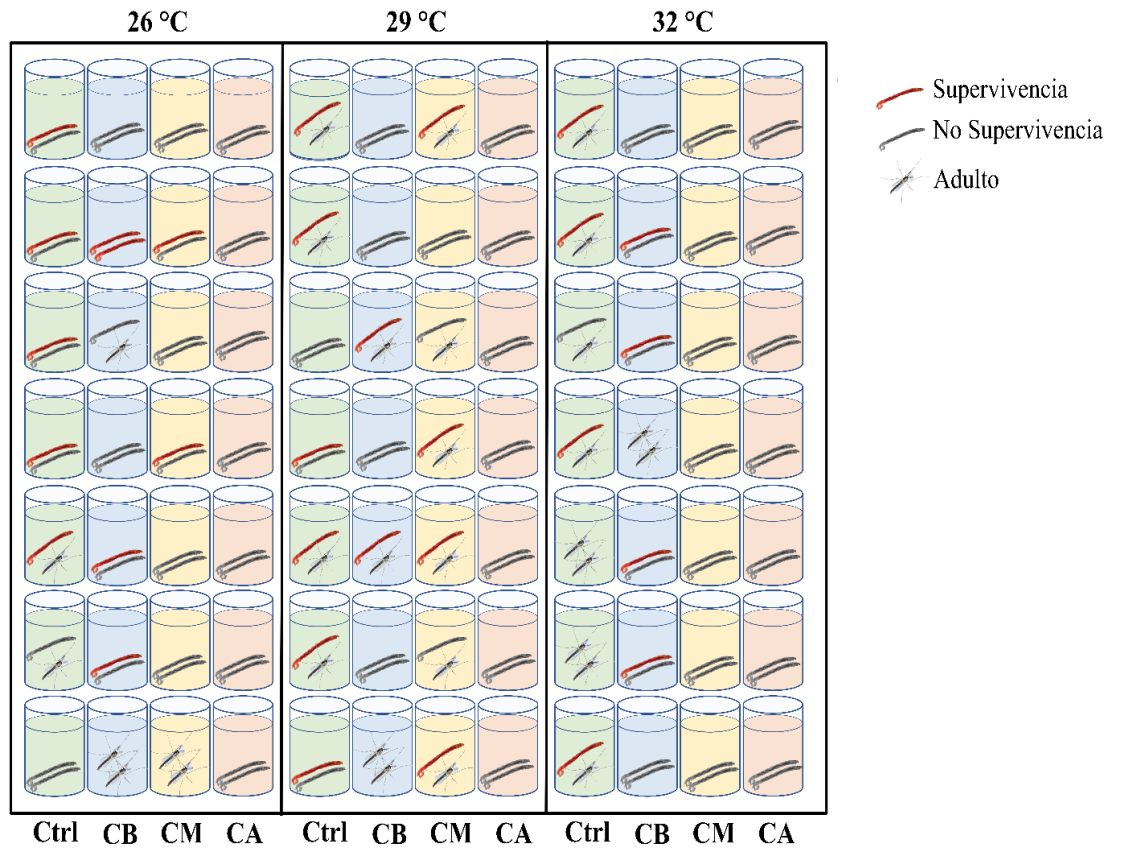 26 °C 29 °C 32 °C
Supervivencia
No Supervivencia
Adulto
Ctrl CB CM CA Ctrl CB CM CA Ctrl CB CM CA